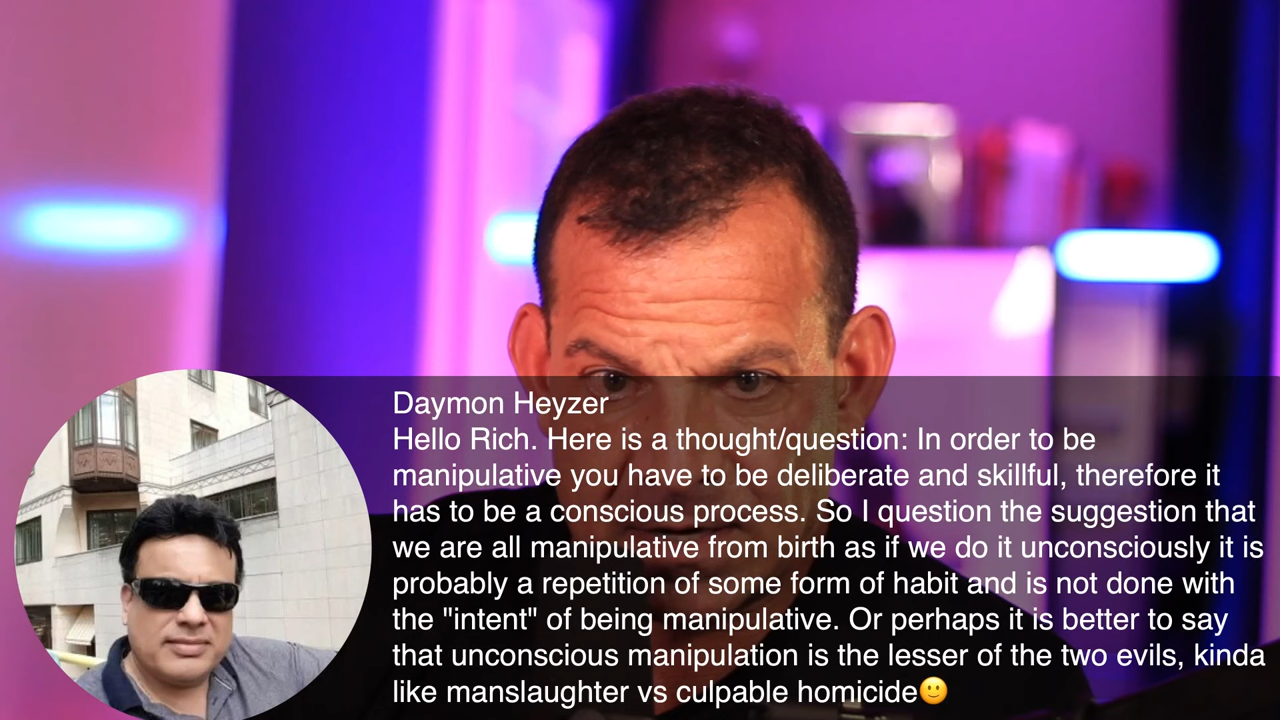 Daymon Heyzer
Hello Rich. Here is a thought/question: In order to be
manipulative you have to be deliberate and skillful, therefore it
has to be a conscious process. So I question the suggestion that
we are all manipulative from birth as if we do it unconsciously it is
probably a repetition of some form of habit and is not done with
the "intent" of being manipulative. Or perhaps it is better to say
that unconscious manipulation is the lesser of the two evils, kinda
like manslaughter vs culpable homicide🙂